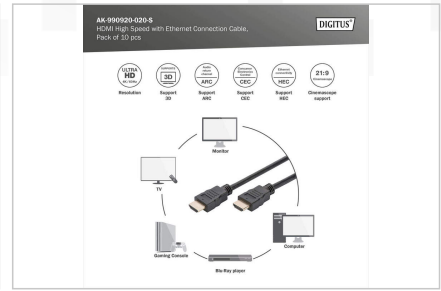 AK-990920-020-S
HDMI High Speed with Ethernet Connection Cable,
Pack of 10 pcs
DIGITUS®
ULTRA
HD
3D
ARC
CEC
HEC
21:9
Cinemascope
Resolution
Support
3D
Support
ARC
Support
CEC
Support
HEC
Cinemascope
support
Monitor
TV
Computer
Gaming Console
Blu-Ray player